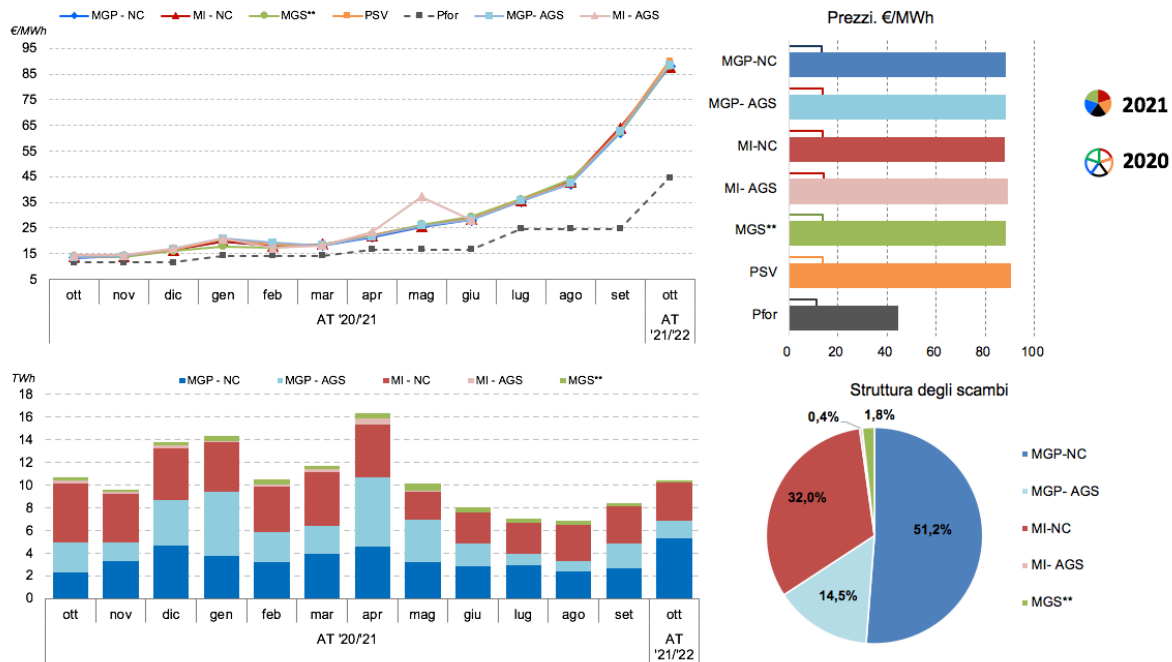 MGP - NC MI - NC MGS** PSV Pfor MGP- AGS MI - AGS
€/MWh
95
85
75
65
55
45
35
25
15
5
ott nov dic gen feb mar apr mag giu lug ago set ott
AT '20/'21 AT
'21/'22
Prezzi. €/MWh
MGP-NC
MGP- AGS
MI-NC
MI- AGS
MGS**
PSV
Pfor
0 20 40 60 80 100
2021
2020
TWh
MGP - NC MGP - AGS MI - NC MI - AGS MGS**
18
16
14
12
10
8
6
4
2
0
ott nov dic gen feb mar apr mag giu lug ago set ott
AT '20/'21 AT
'21/'22
Struttura degli scambi
0,4% 1,8%
32,0%
51,2%
14,5%
MGP-NC
MGP- AGS
MI-NC
MI- AGS
MGS**